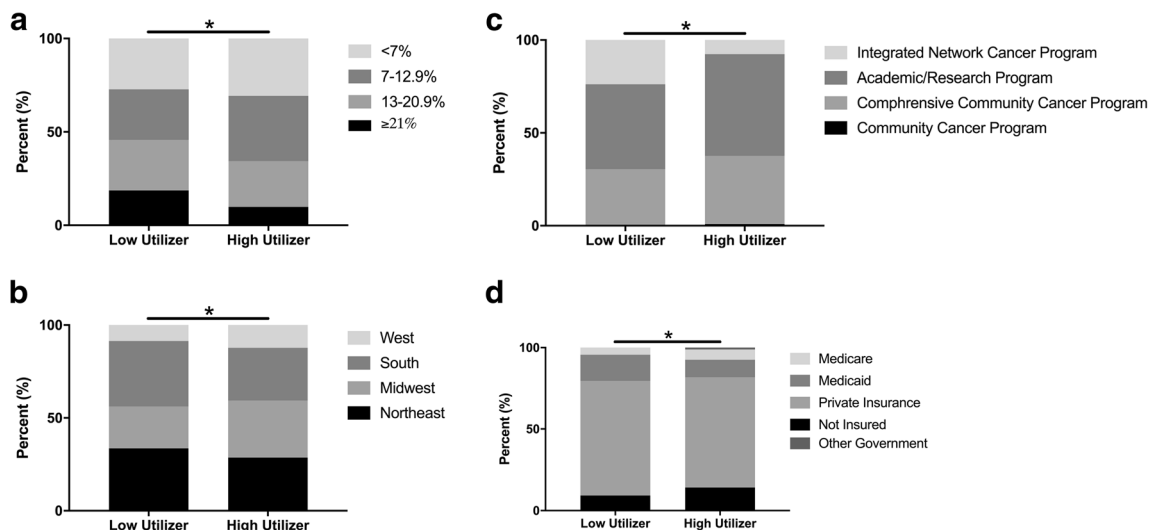 a
*
100
50
0
Percent (%)
Low Utilizer
High Utilizer
<7%
7-12.9%
13-20.9%
≥21%
c
*
100
50
0
Percent (%)
Low Utilizer
High Utilizer
Integrated Network Cancer Program
Academic/Research Program
Comphrensive Community Cancer Program
Community Cancer Program
b
*
100
50
0
Percent (%)
Low Utilizer
High Utilizer
West
South
Midwest
Northeast
d
*
100
50
0
Percent (%)
Low Utilizer
High Utilizer
Medicare
Medicaid
Private Insurance
Not Insured
Other Government